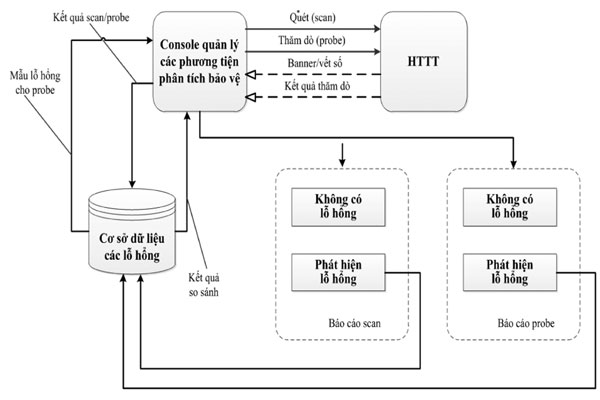 Kết quả scan/probe
Mẫu lỗ hổng
cho probe
Console quản lý
các phương tiện
phân tích bảo vệ
Quét (scan)
Thăm dò (probe)
Banner/vết số
Kết quả thăm dò
HTTT
Cơ sở dữ liệu
các lỗ hổng
Kết quả
so sánh
Không có
lỗ hổng
Phát hiện
lỗ hổng
Báo cáo scan
Không có
lỗ hổng
Phát hiện
lỗ hổng
Báo cáo probe